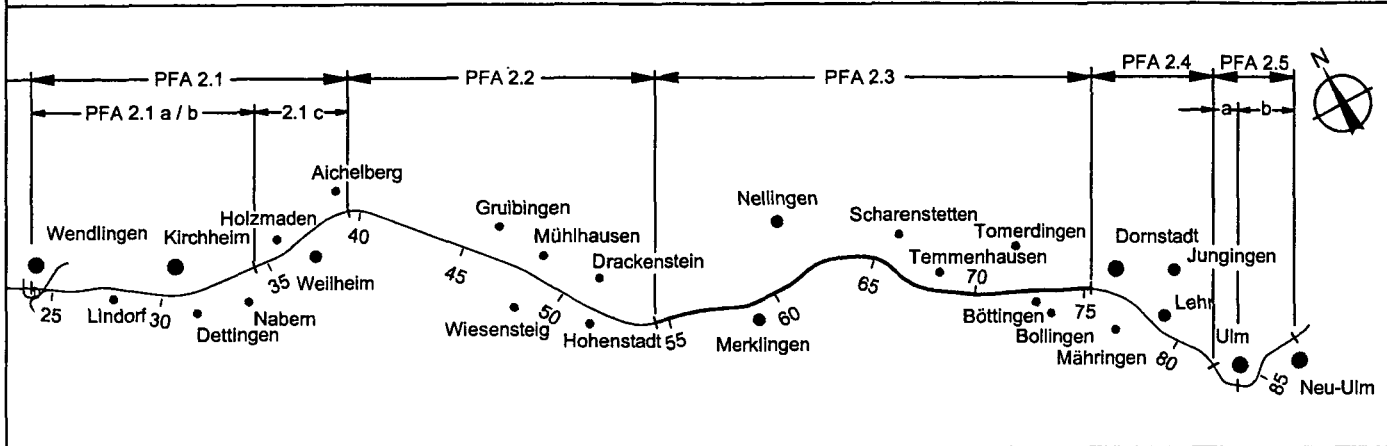 N
PFA 2.1
PFA 2.2
PFA 2.3
PFA 2.4
PFA 2.5
PFA 2.1 a / b
2.1 c
a
b
Aichelberg
Nellingen
Gruibingen
Scharenstetten
Holzmaden
Tomerdingen
Wendlingen
Kirchheim
Mühlhausen
Dornstadt
40
Jungingen
Drackenstein
Temmenhausen
45
65
70
35
Weilheim
25
Lindorf
30
Nabern
Dettingen
50
Wiesensteig
Hohenstadt
55
60
Merklingen
75
Böttingen
Lehr
Bollingen
Mähringen
80
Ulm
85
Neu-Ulm